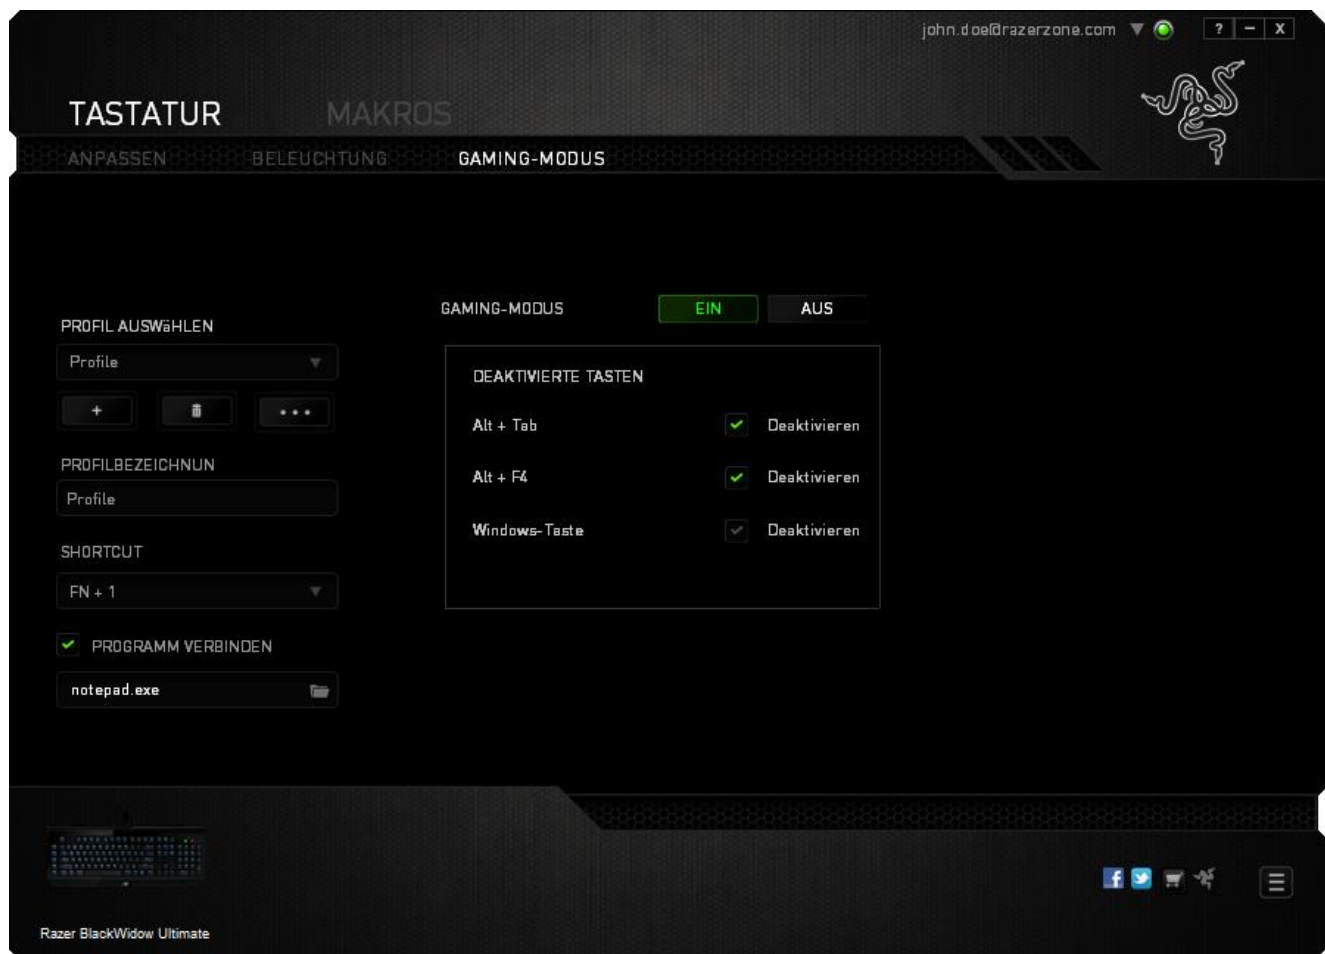 john.doe@razerzone.com
? – X
TASTATUR MAKROS
ANPASSEN BELEUCHTUNG GAMING-MODUS
PROFIL AUSWäHLEN
Profile
+ ...
PROFILBEZEICHNUN
Profile
SHORTCUT
FN + 1
PROGRAMM VERBINDEN
notepad.exe
GAMING-MODUS EIN AUS
DEAKTIVIERTE TASTEN
Alt + Tab Deaktivieren
Alt + F4 Deaktivieren
Windows-Taste Deaktivieren
Razer BlackWidow Ultimate